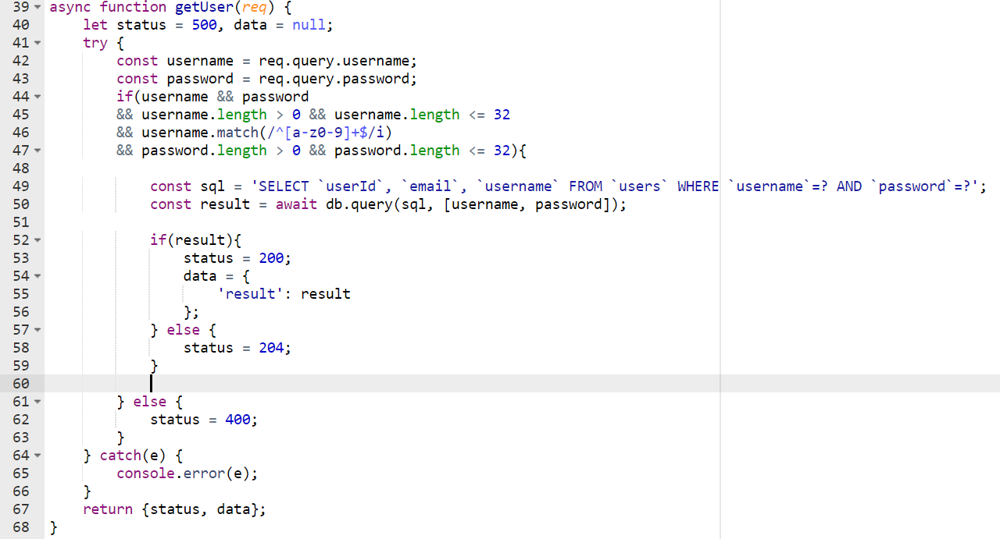 39 async function getUser(req) {
40     let status = 500, data = null;
41     try {
42         const username = req.query.username;
43         const password = req.query.password;
44         if(username && password
45         && username.length > 0 && username.length <= 32
46         && username.match(/^[a-z0-9]+$/i)
47         && password.length > 0 && password.length <= 32){
48
49             const sql = 'SELECT `userId`, `email`, `username` FROM `users` WHERE `username`=? AND `password`=?';
50             const result = await db.query(sql, [username, password]);
51
52             if(result){
53                 status = 200;
54                 data = {
55                     'result': result
56                 };
57             } else {
58                 status = 204;
59             }
60
61         } else {
62             status = 400;
63         }
64     } catch(e) {
65         console.error(e);
66     }
67     return {status, data};
68 }